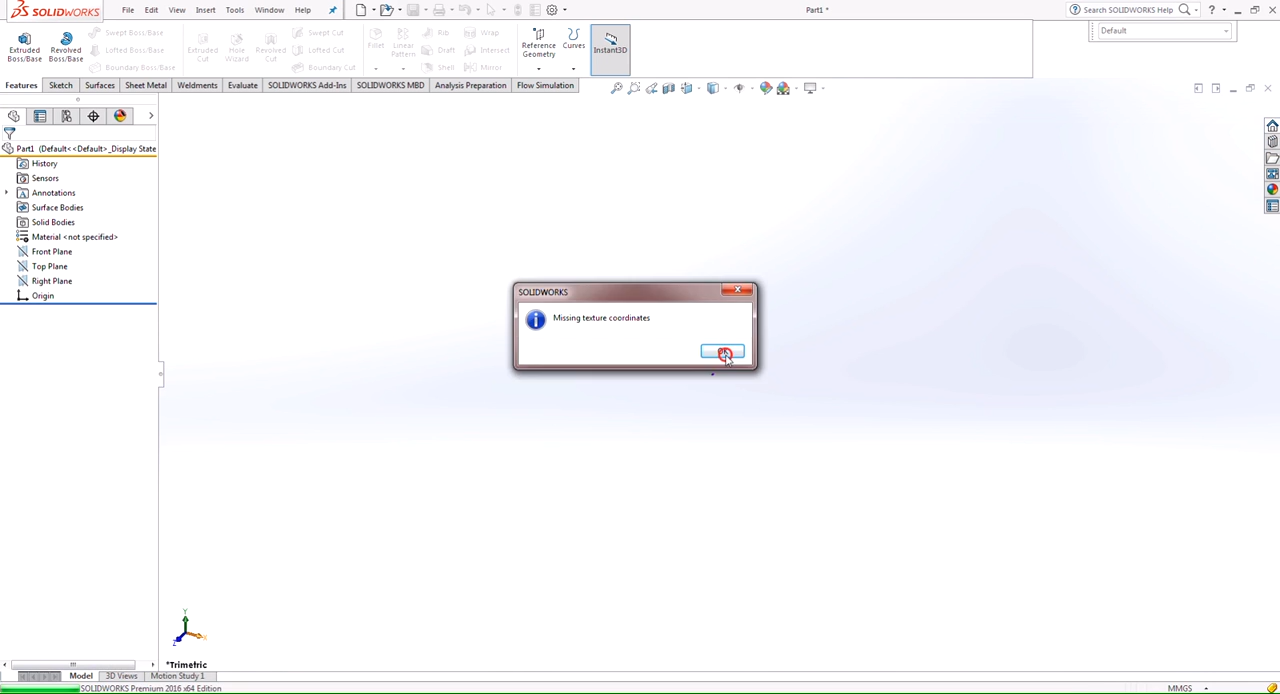 SOLIDWORKS File Edit View Insert Tools Window Help Part1 * Search SOLIDWORKS Help ?
Default
Extruded Boss/Base
Revolved Boss/Base
Swept Boss/Base
Lofted Boss/Base
Boundary Boss/Base
Extruded Cut
Hole Wizard
Revolved Cut
Swept Cut
Lofted Cut
Boundary Cut
Fillet
Linear Pattern
Rib
Draft
Shell
Wrap
Intersect
Mirror
Reference Geometry
Curves
Instant3D
Features Sketch Surfaces Sheet Metal Weldments Evaluate SOLIDWORKS Add-Ins SOLIDWORKS MBD Analysis Preparation Flow Simulation
Part1 (Default<<Default>_Display State
History
Sensors
Annotations
Surface Bodies
Solid Bodies
Material <not specified>
Front Plane
Top Plane
Right Plane
Origin
SOLIDWORKS
Missing texture coordinates
Y
X
Z
*Trimetric
Model 3D Views Motion Study 1
SOLIDWORKS Premium 2016 x64 Edition MMGS